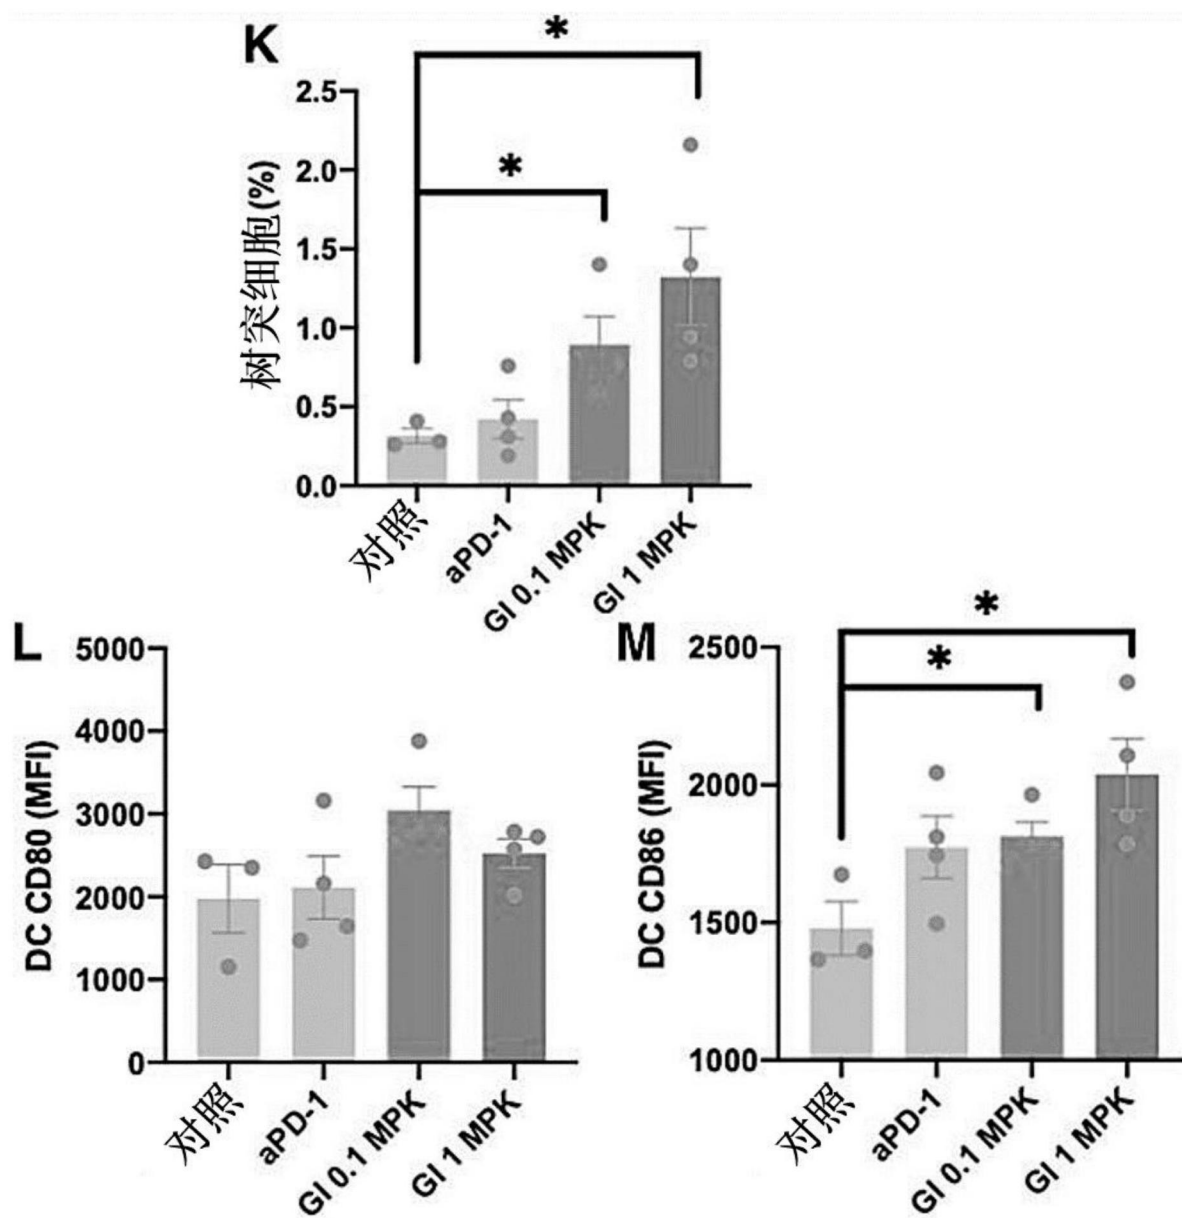 K
*
*
2.5
2.0
1.5
1.0
0.5
0.0
树突细胞(%)
对照
aPD-1
GI 0.1 MPK
GI 1 MPK
L
5000
4000
3000
2000
1000
0
DC CD80 (MFI)
对照
aPD-1
GI 0.1 MPK
GI 1 MPK
M
*
*
2500
2000
1500
1000
DC CD86 (MFI)
对照
aPD-1
GI 0.1 MPK
GI 1 MPK